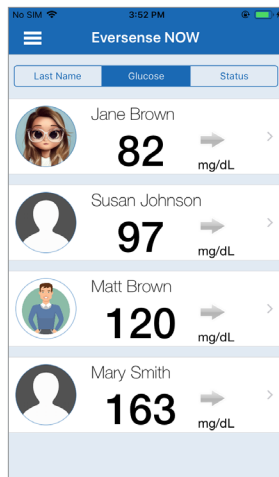 No SIM 3:52 PM
Eversense NOW
Last Name Glucose Status
Jane Brown
82
mg/dL
Susan Johnson
97
mg/dL
Matt Brown
120
mg/dL
Mary Smith
163
mg/dL